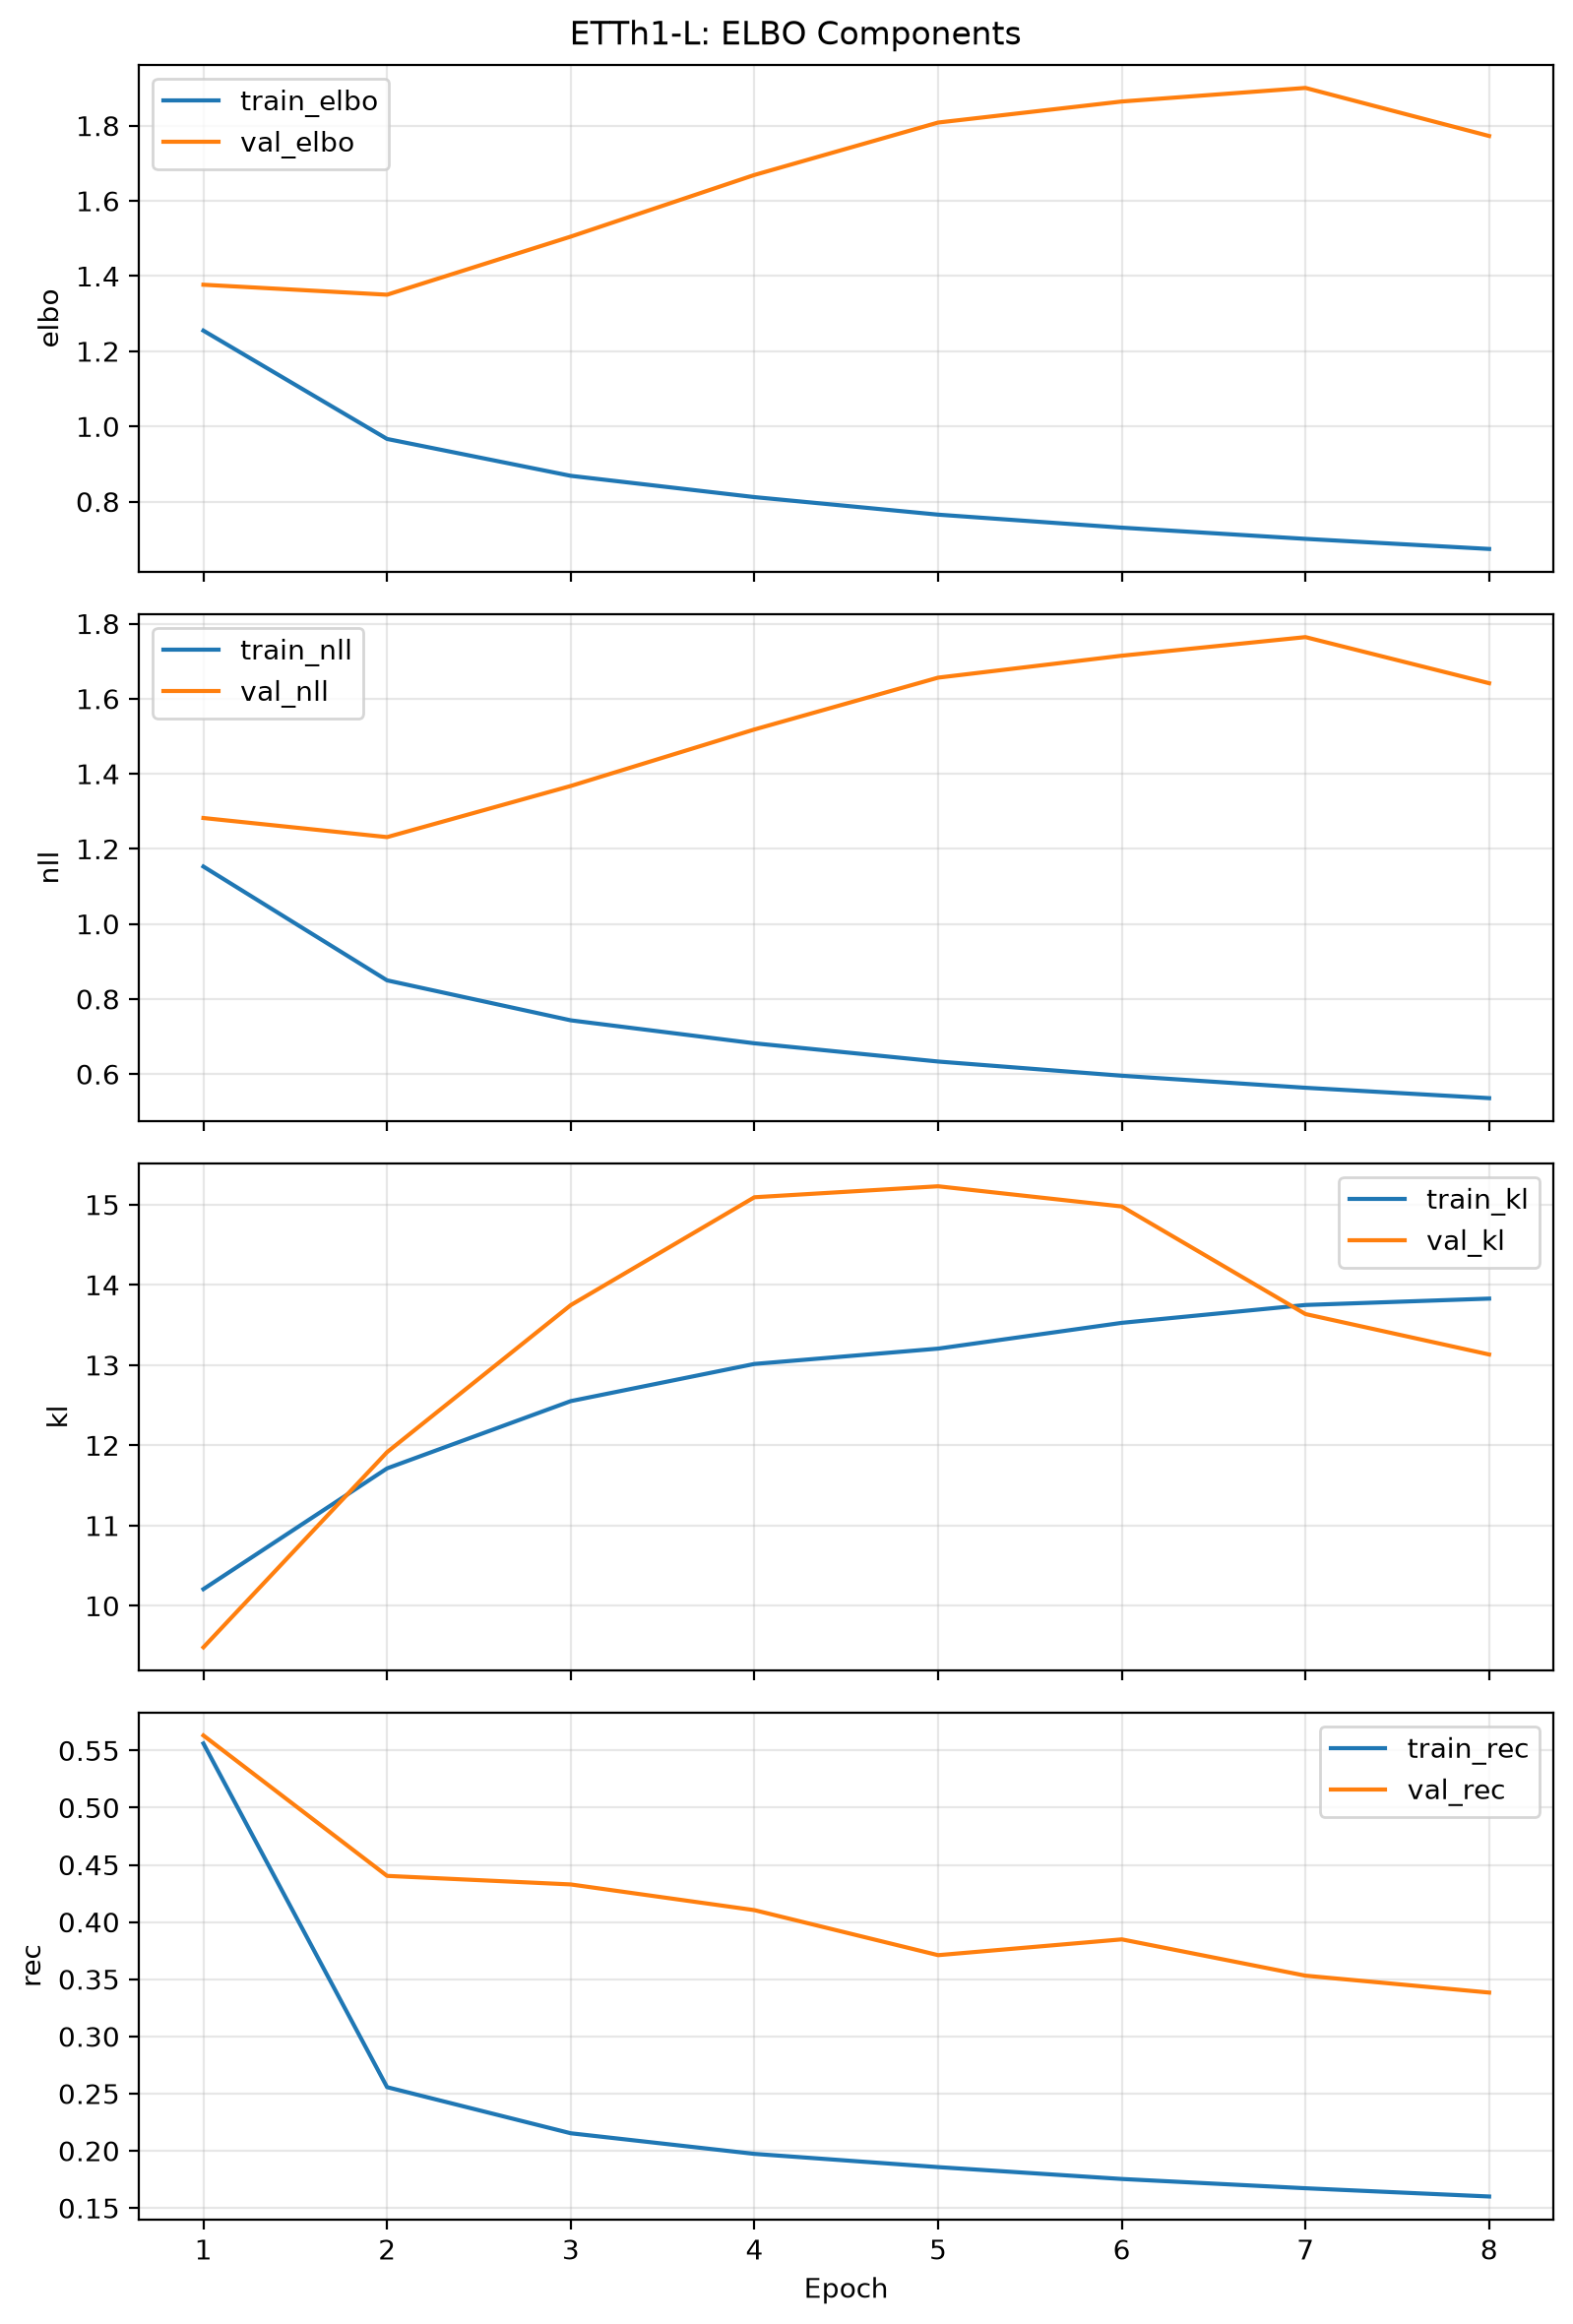 ETTh1-L: ELBO Components
train_elbo
val_elbo
1.8
1.6
1.4
1.2
1.0
0.8
elbo
train_nll
val_nll
1.8
1.6
1.4
1.2
1.0
0.8
0.6
nll
train_kl
val_kl
15
14
13
12
11
10
kl
train_rec
val_rec
0.55
0.50
0.45
0.40
0.35
0.30
0.25
0.20
0.15
rec
1 2 3 4 5 6 7 8
Epoch